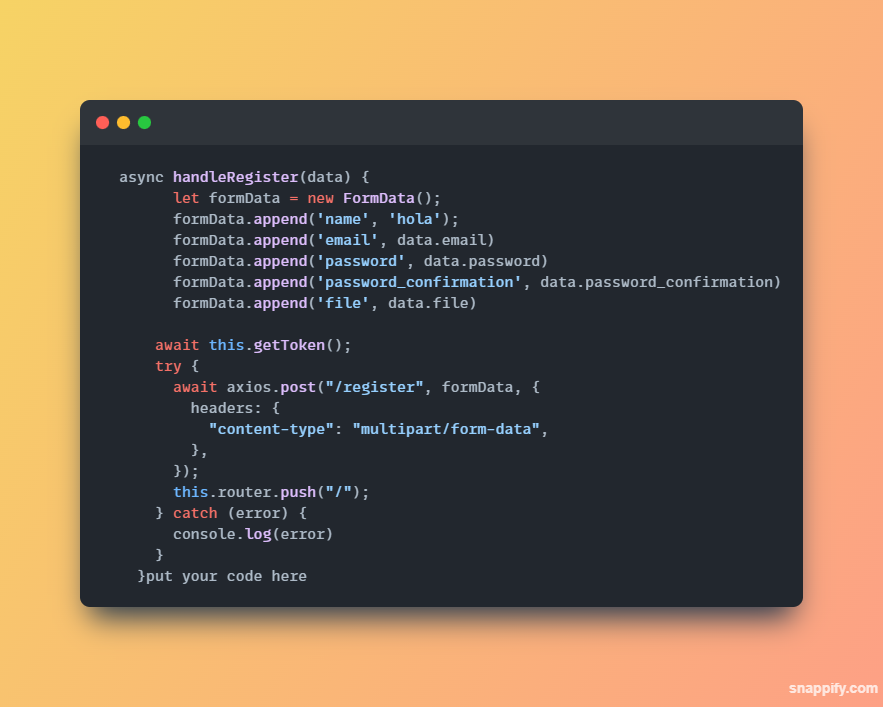 async handleRegister(data) {
let formData = new FormData();
formData.append('name', 'hola');
formData.append('email', data.email)
formData.append('password', data.password)
formData.append('password_confirmation', data.password_confirmation)
formData.append('file', data.file)
await this.getToken();
try {
await axios.post("/register", formData, {
headers: {
"content-type": "multipart/form-data",
},
});
this.router.push("/");
} catch (error) {
console.log(error)
}
}put your code here
snappify.com